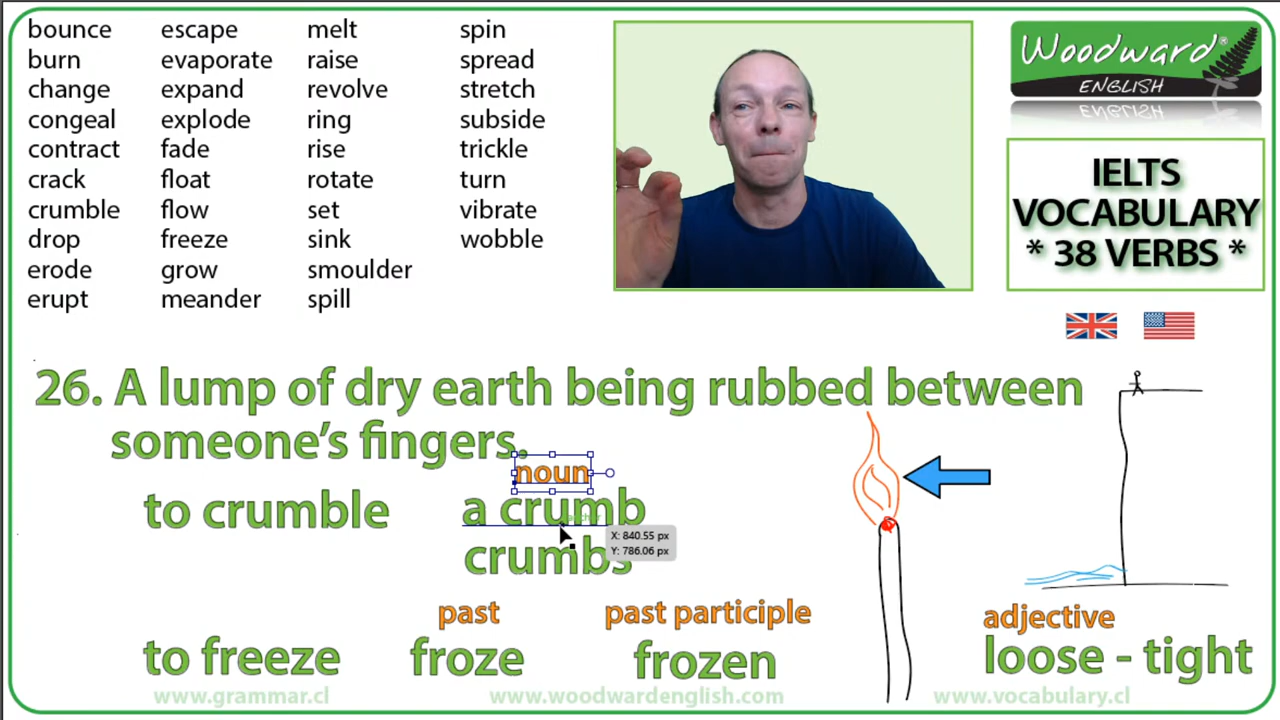 bounce escape melt spin
burn evaporate raise spread
change expand revolve stretch
congeal explode ring subside
contract fade rise trickle
crack float rotate turn
crumble flow set vibrate
drop freeze sink wobble
erode grow smoulder
erupt meander spill
Woodward®
ENGLISH
IELTS
VOCABULARY
* 38 VERBS *
26. A lump of dry earth being rubbed between
someone's fingers.
noun
to crumble a crumb
X: 840.55 px
Y: 786.06 px
crumbs
past past participle adjective
to freeze froze frozen loose - tight
www.grammar.cl www.woodwardenglish.com www.vocabulary.cl